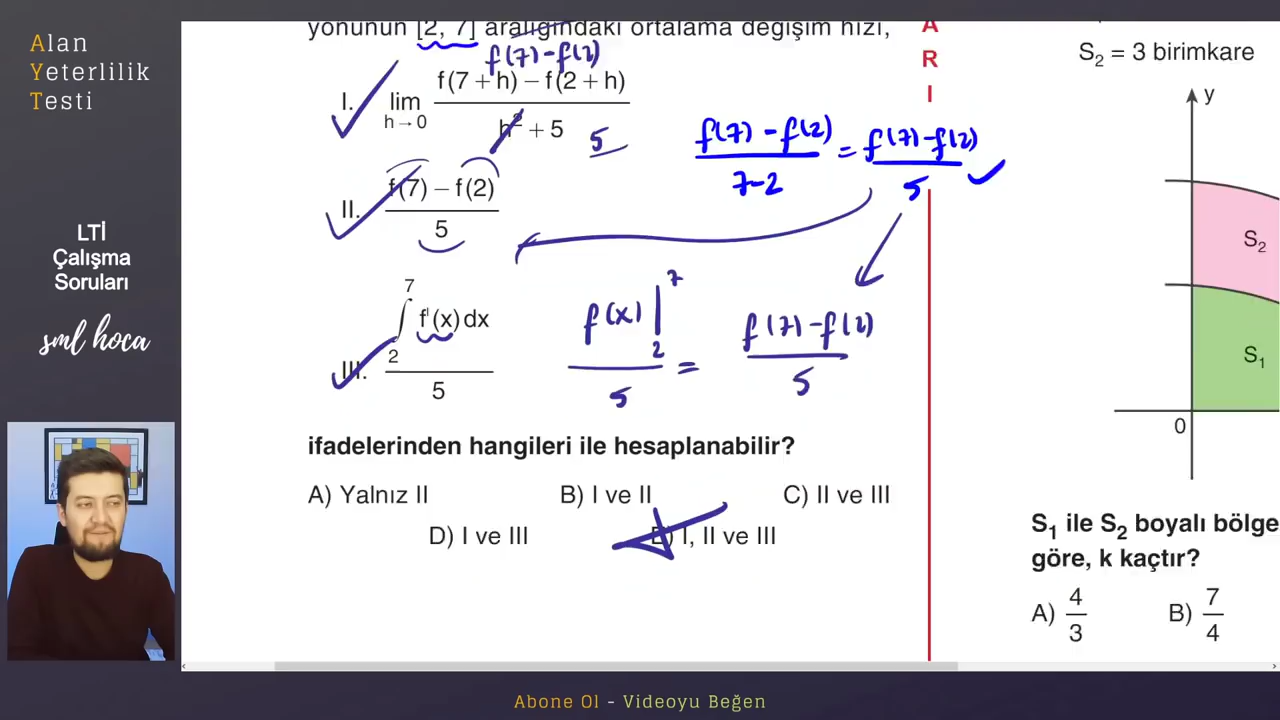 Alan
Yeterlilik
Testi
LTİ
Çalışma
Soruları
sml hoca
yonunun [2, 7] aralığındaki ortalama değişim hızı,
f(7) - f(2)
I. lim h→0 f(7 + h) – f(2 + h)
h² + 5
5
f(7) - f(2) / 7-2 = f(7) - f(2) / 5
II. f(7) – f(2)
5
III. ∫ 2 7 f'(x) dx
5
f(x) | 7 2 / 5 = f(7) - f(2) / 5
ifadelerinden hangileri ile hesaplanabilir?
A) Yalnız II B) I ve II C) II ve III
D) I ve III E) I, II ve III
A
R
I
S₂ = 3 birimkare
y
S₂
S₁
0
S₁ ile S₂ boyalı bölge
göre, k kaçtır?
A) 4/3 B) 7/4
Abone Ol - Videoyu Beğen